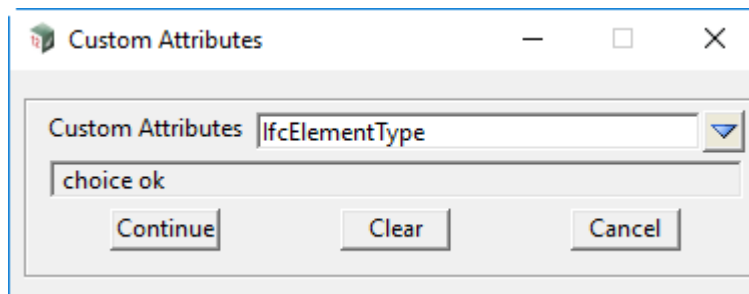 Custom Attributes
Custom Attributes IfcElementType
choice ok
Continue Clear Cancel